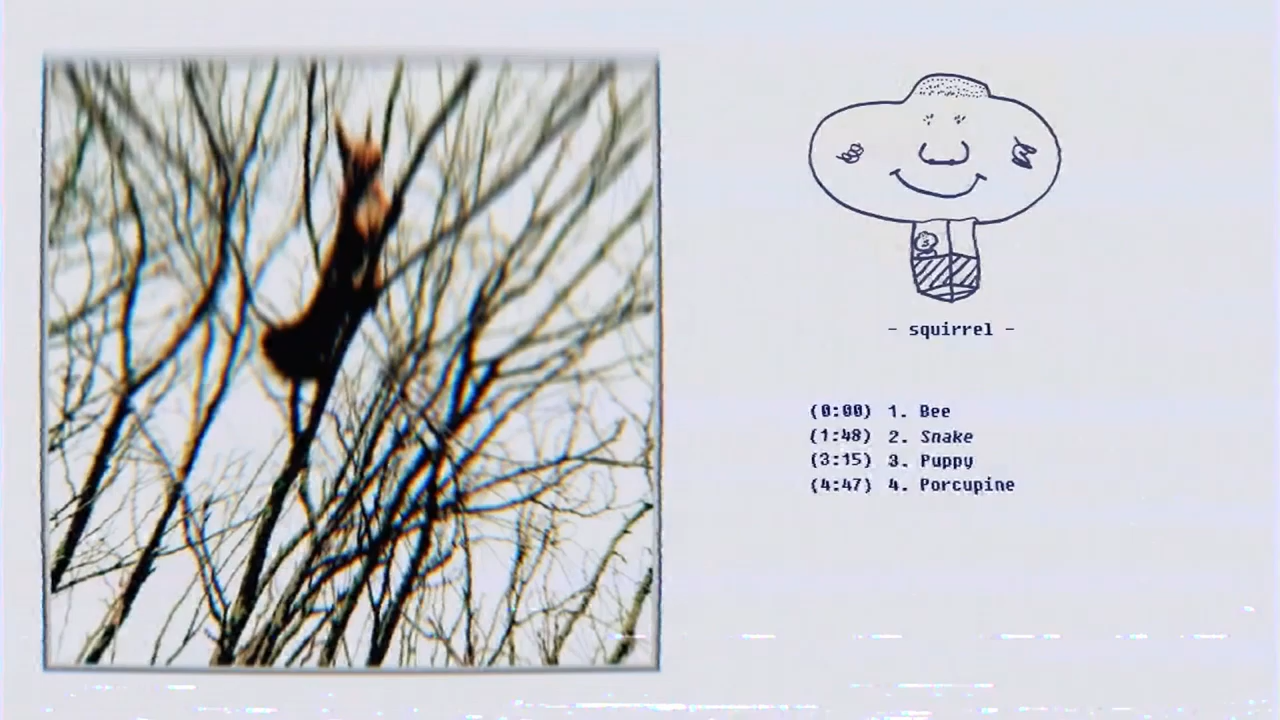 - squirrel -
(0:00) 1. Bee
(1:48) 2. Snake
(3:15) 3. Puppy
(4:47) 4. Porcupine